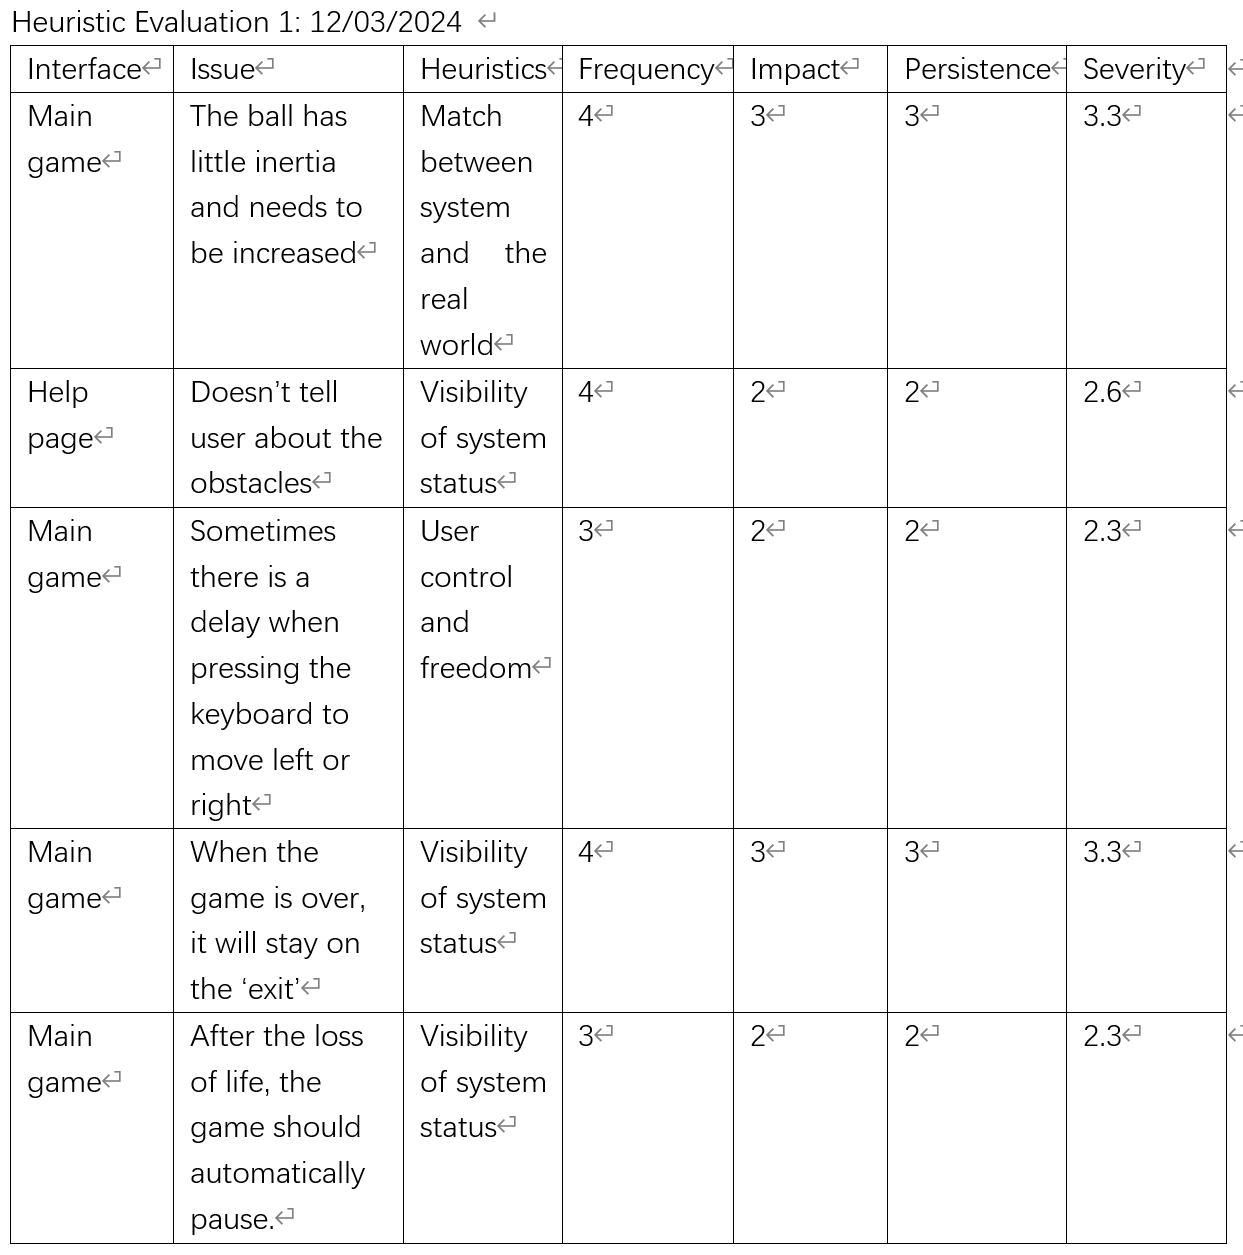 Heuristic Evaluation 1: 12/03/2024
Interface Issue Heuristics Frequency Impact Persistence Severity
Main
game
The ball has
little inertia
and needs to
be increased
Match
between
system
and the
real
world
4
3
3
3.3
Help
page
Doesn’t tell
user about the
obstacles
Visibility
of system
status
4
2
2
2.6
Main
game
Sometimes
there is a
delay when
pressing the
keyboard to
move left or
right
User
control
and
freedom
3
2
2
2.3
Main
game
When the
game is over,
it will stay on
the ‘exit’
Visibility
of system
status
4
3
3
3.3
Main
game
After the loss
of life, the
game should
automatically
pause.
Visibility
of system
status
3
2
2
2.3